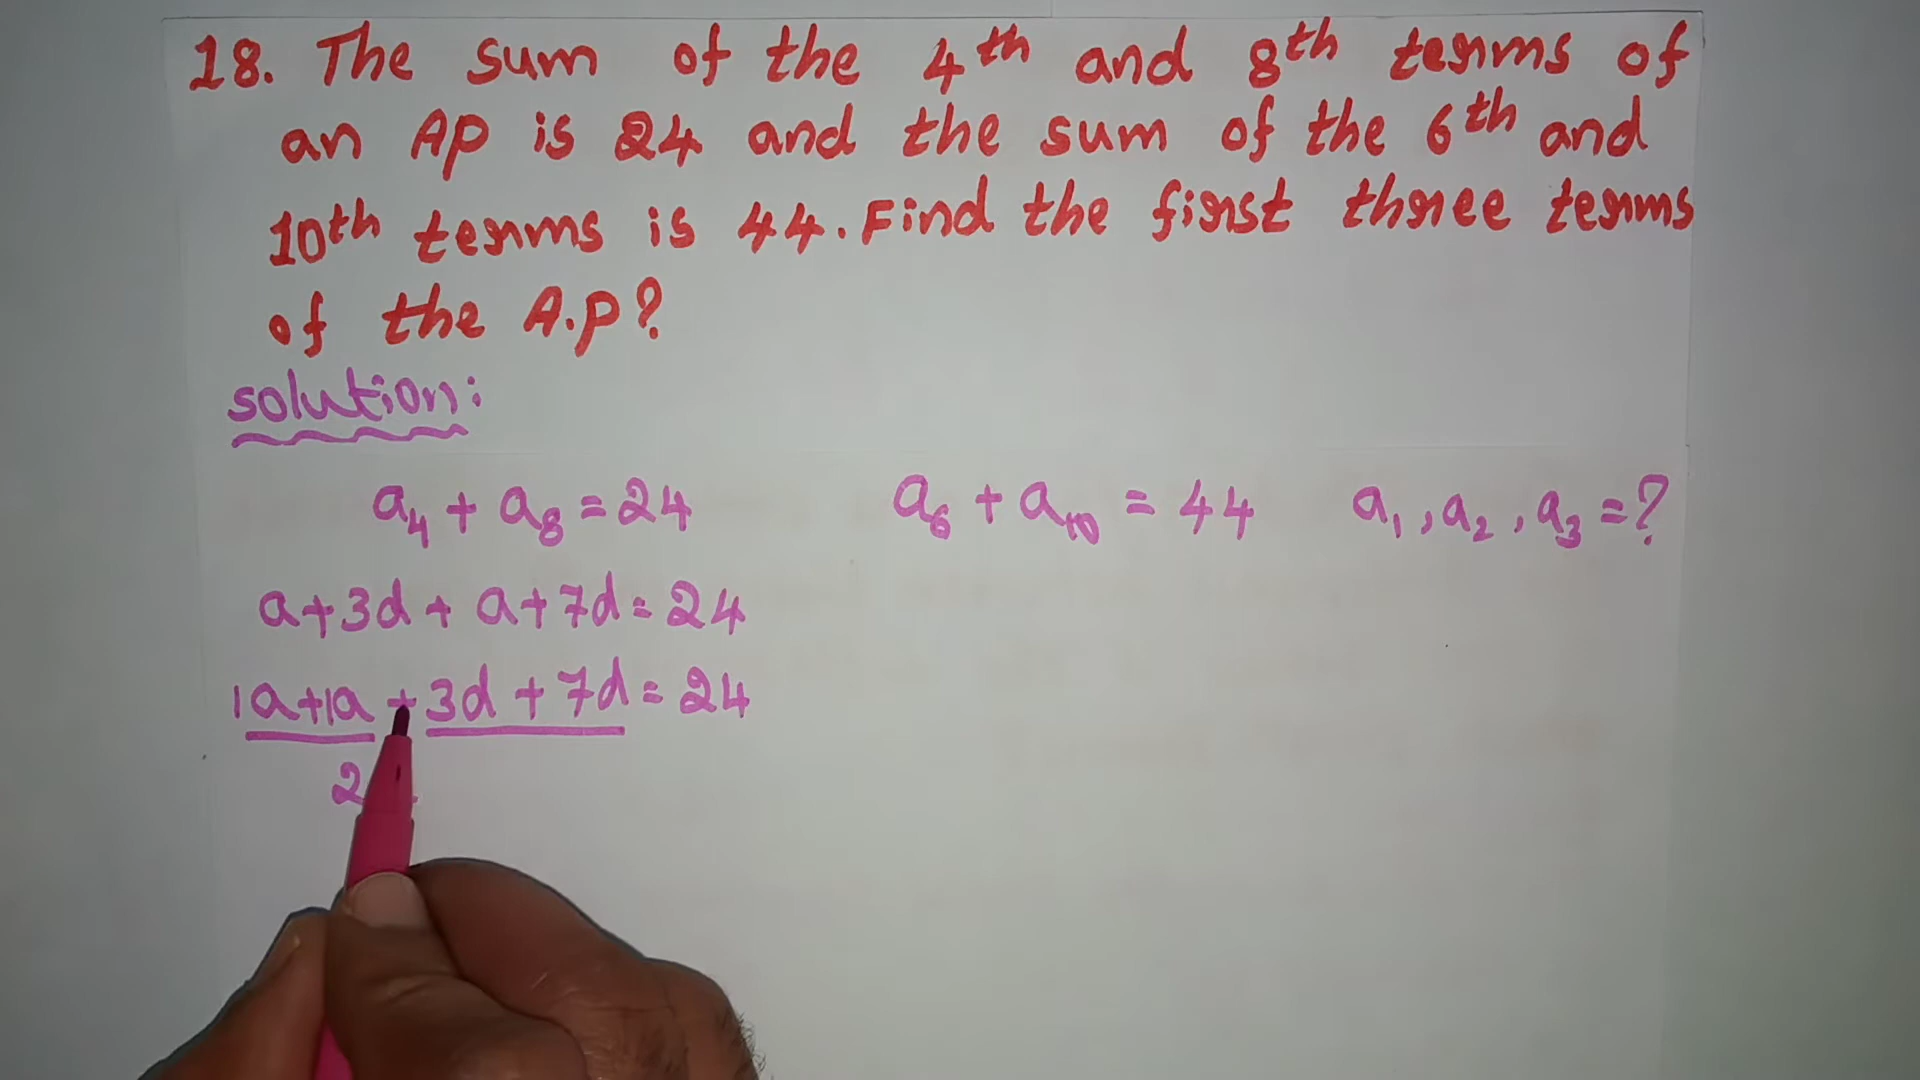 18. The sum of the 4th and 8th terms of
an AP is 24 and the sum of the 6th and
10th terms is 44. Find the first three terms
of the A.P?
solution:
a₄ + a₈ = 24 a₆ + a₁₀ = 44 a₁, a₂, a₃ = ?
a + 3d + a + 7d = 24
1a + 1a + 3d + 7d = 24
2